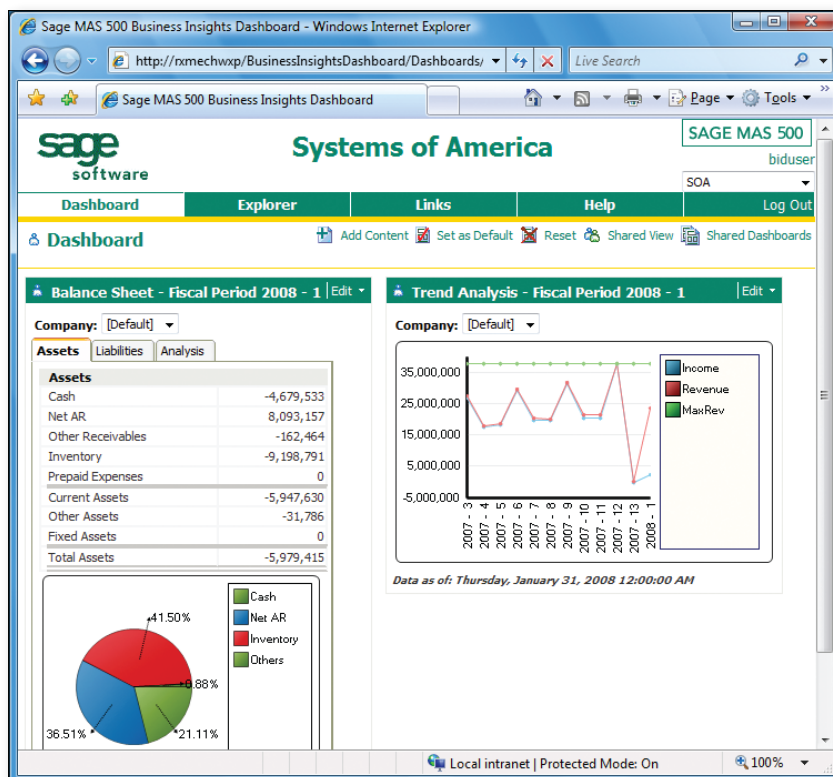 Sage MAS 500 Business Insights Dashboard - Windows Internet Explorer
http://rxmechwxp/BusinessInsightsDashboard/Dashboards/
Live Search
Sage MAS 500 Business Insights Dashboard
Page
Tools
sage
software
Systems of America
SAGE MAS 500
biduser
SOA
Dashboard
Explorer
Links
Help
Log Out
Dashboard
Add Content
Set as Default
Reset
Shared View
Shared Dashboards
Balance Sheet - Fiscal Period 2008 - 1
Edit
Company: [Default]
Assets
Liabilities
Analysis
Assets
Cash -4,679,533
Net AR 8,093,157
Other Receivables -162,464
Inventory -9,198,791
Prepaid Expenses 0
Current Assets -5,947,630
Other Assets -31,786
Fixed Assets 0
Total Assets -5,979,415
41.50%
0.88%
36.51%
21.11%
Cash
Net AR
Inventory
Others
Trend Analysis - Fiscal Period 2008 - 1
Edit
Company: [Default]
35,000,000
25,000,000
15,000,000
5,000,000
-5,000,000
2007 - 3
2007 - 4
2007 - 5
2007 - 6
2007 - 7
2007 - 8
2007 - 9
2007 - 10
2007 - 11
2007 - 12
2007 - 13
2008 - 1
Income
Revenue
MaxRev
Data as of: Thursday, January 31, 2008 12:00:00 AM
Local intranet | Protected Mode: On
100%